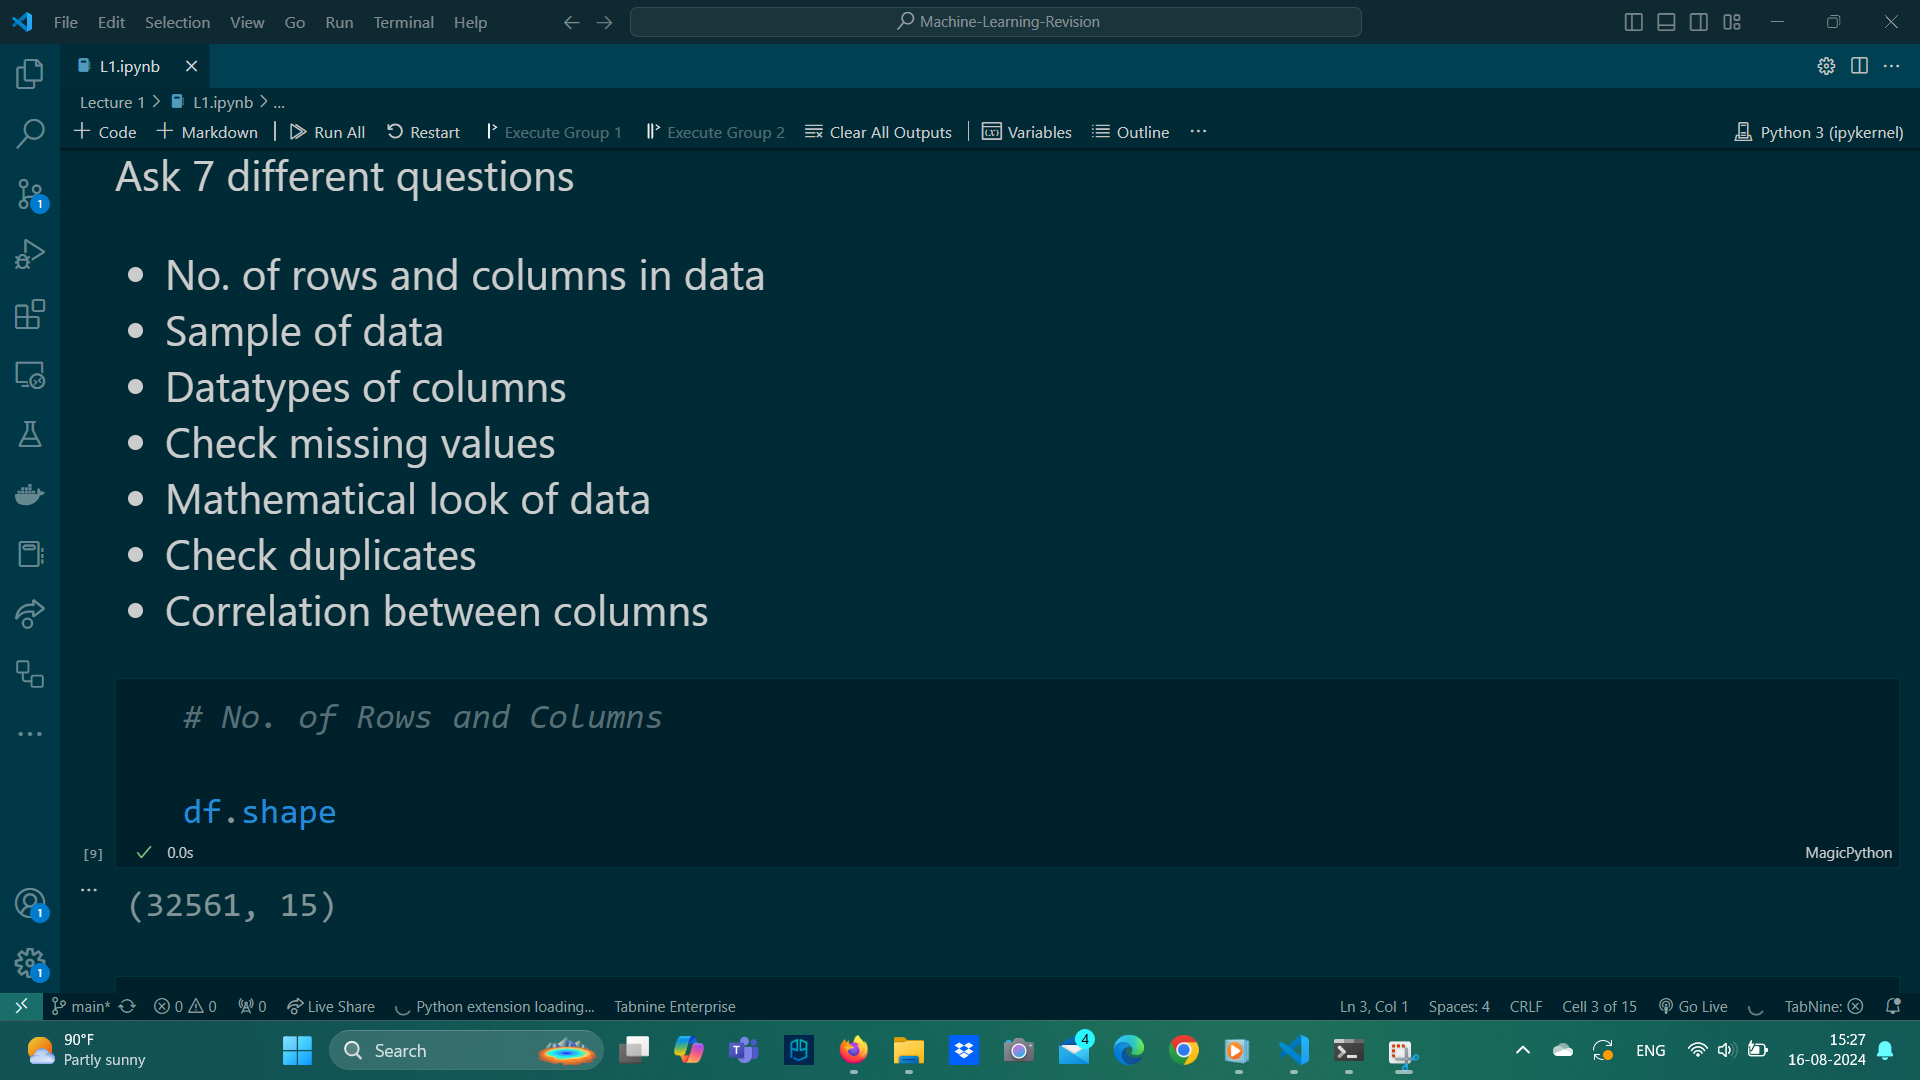 File Edit Selection View Go Run Terminal Help
Machine-Learning-Revision
L1.ipynb
Lecture 1 > L1.ipynb > ...
Code Markdown Run All Restart Execute Group 1 Execute Group 2 Clear All Outputs Variables Outline ... Python 3 (ipykernel)
Ask 7 different questions
• No. of rows and columns in data
• Sample of data
• Datatypes of columns
• Check missing values
• Mathematical look of data
• Check duplicates
• Correlation between columns
# No. of Rows and Columns
df.shape
[9] 0.0s MagicPython
(32561, 15)
1
1
1
main* 0 0 0 Live Share Python extension loading... Tabnine Enterprise Ln 3, Col 1 Spaces: 4 CRLF Cell 3 of 15 Go Live TabNine:
90°F
Partly sunny
Search
4
ENG
15:27
16-08-2024